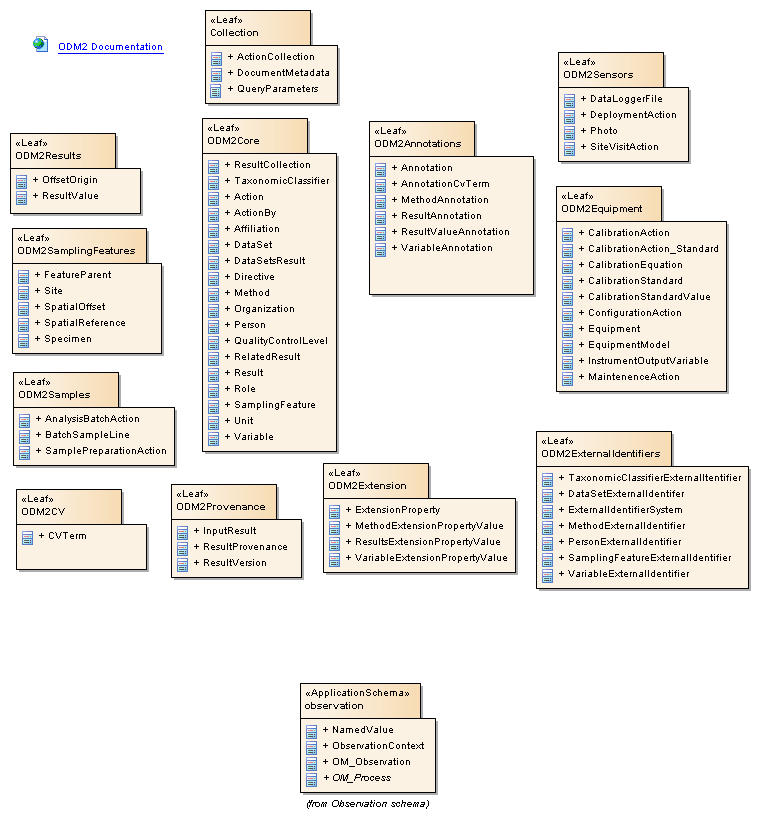 ODM2 Documentation
«Leaf»
Collection
+ ActionCollection
+ DocumentMetadata
+ QueryParameters
«Leaf»
ODM2Sensors
+ DataLoggerFile
+ DeploymentAction
+ Photo
+ SiteVisitAction
«Leaf»
ODM2Results
+ OffsetOrigin
+ ResultValue
«Leaf»
ODM2Core
+ ResultCollection
+ TaxonomicClassifier
+ Action
+ ActionBy
+ Affiliation
+ DataSet
+ DataSetsResult
+ Directive
+ Method
+ Organization
+ Person
+ QualityControlLevel
+ RelatedResult
+ Result
+ Role
+ SamplingFeature
+ Unit
+ Variable
«Leaf»
ODM2Annotations
+ Annotation
+ AnnotationCvTerm
+ MethodAnnotation
+ ResultAnnotation
+ ResultValueAnnotation
+ VariableAnnotation
«Leaf»
ODM2Equipment
+ CalibrationAction
+ CalibrationAction_Standard
+ CalibrationEquation
+ CalibrationStandard
+ CalibrationStandardValue
+ ConfigurationAction
+ Equipment
+ EquipmentModel
+ InstrumentOutputVariable
+ MaintenenceAction
«Leaf»
ODM2SamplingFeatures
+ FeatureParent
+ Site
+ SpatialOffset
+ SpatialReference
+ Specimen
«Leaf»
ODM2Samples
+ AnalysisBatchAction
+ BatchSampleLine
+ SamplePreparationAction
«Leaf»
ODM2CV
+ CVTerm
«Leaf»
ODM2Provenance
+ InputResult
+ ResultProvenance
+ ResultVersion
«Leaf»
ODM2Extension
+ ExtensionProperty
+ MethodExtensionPropertyValue
+ ResultsExtensionPropertyValue
+ VariableExtensionPropertyValue
«Leaf»
ODM2ExternalIdentifiers
+ TaxonomicClassifierExternalItentifier
+ DataSetExternalIdentifer
+ ExternalIdentifierSystem
+ MethodExternalIdentifier
+ PersonExternalIdentifier
+ SamplingFeatureExternalIdentifier
+ VariableExternalIdentifier
«ApplicationSchema»
observation
+ NamedValue
+ ObservationContext
+ OM_Observation
+ OM_Process
(from Observation schema)